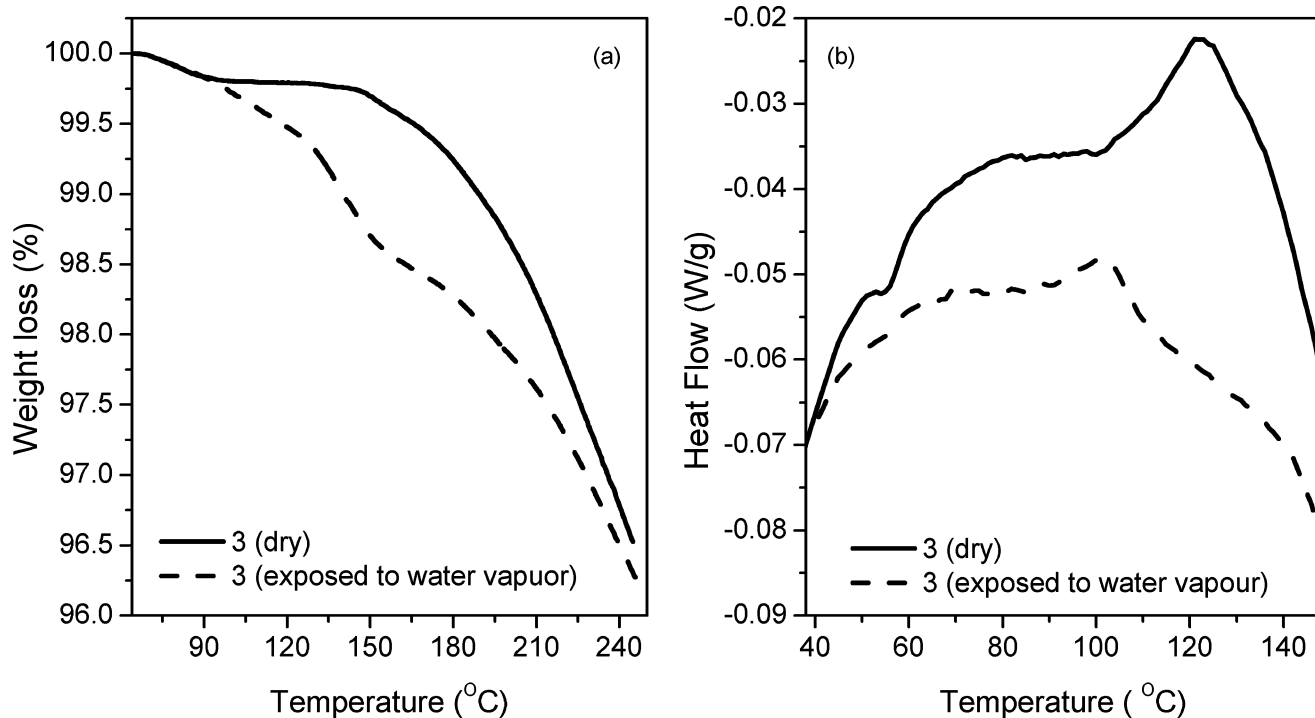 (a)
100.0
99.5
99.0
98.5
98.0
97.5
97.0
96.5
96.0
Weight loss (%)
3 (dry)
3 (exposed to water vapuor)
90 120 150 180 210 240
Temperature (°C)
(b)
-0.02
-0.03
-0.04
-0.05
-0.06
-0.07
-0.08
-0.09
Heat Flow (W/g)
3 (dry)
3 (exposed to water vapour)
40 60 80 100 120 140
Temperature ( °C)